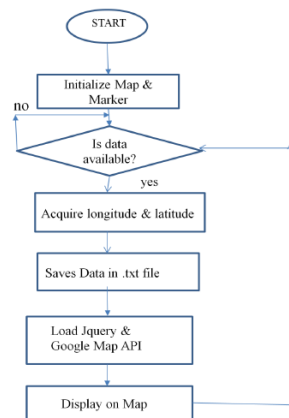 START
Initialize Map &
Marker
no
Is data
available?
yes
Acquire longitude & latitude
Saves Data in .txt file
Load Jquery &
Google Map API
Display on Map